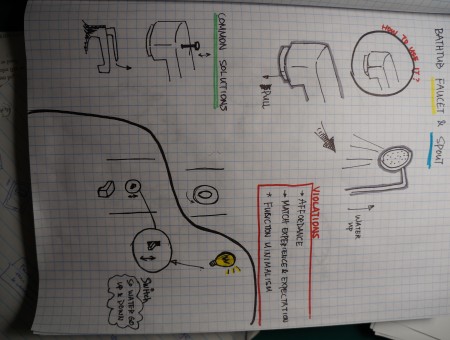 BATHTUB FAUCET & SPOUT
HOW TO USE IT?
PULL
WATER
UP
VIOLATIONS
→ AFFORDANCE
→ MATCH EXPERIENCE & EXPECTATION
* FUNCTION MINIMALISM
COMMON SOLUTIONS
Switch
SO WATER GO
UP & DOWN